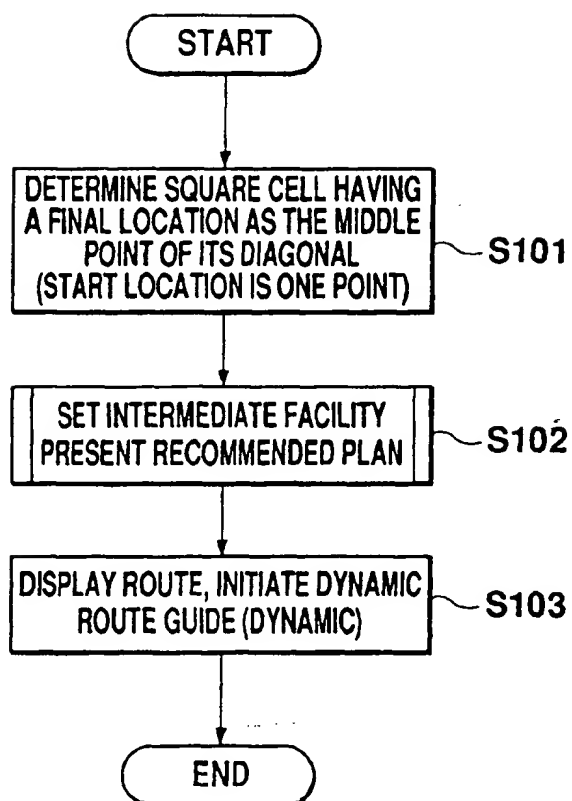 START
DETERMINE SQUARE CELL HAVING
A FINAL LOCATION AS THE MIDDLE
POINT OF ITS DIAGONAL
(START LOCATION IS ONE POINT)
S101
SET INTERMEDIATE FACILITY
PRESENT RECOMMENDED PLAN
S102
DISPLAY ROUTE, INITIATE DYNAMIC
ROUTE GUIDE (DYNAMIC)
S103
END